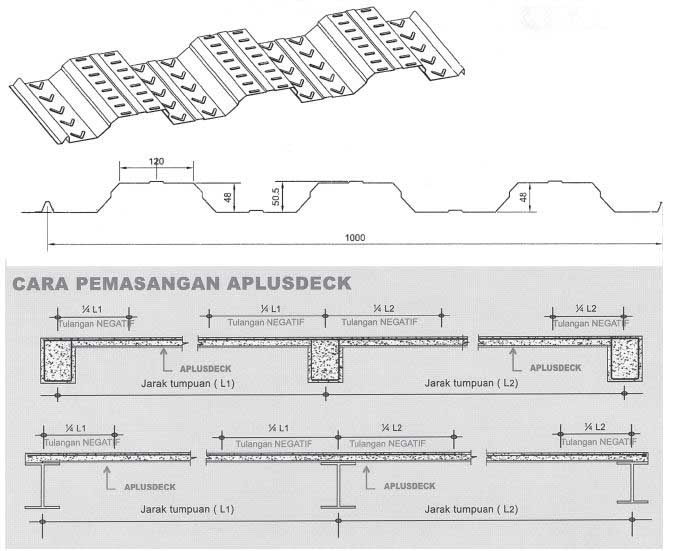 120
48
50.5
48
1000
CARA PEMASANGAN APLUSDECK
¼ L1
¼ L1
¼ L2
¼ L2
Tulangan NEGATIF
Tulangan NEGATIF
Tulangan NEGATIF
Tulangan NEGATIF
APLUSDECK
APLUSDECK
Jarak tumpuan ( L1)
Jarak tumpuan ( L2)
¼ L1
¼ L1
¼ L2
¼ L2
Tulangan NEGATIF
Tulangan NEGATIF
Tulangan NEGATIF
Tulangan NEGATIF
APLUSDECK
APLUSDECK
Jarak tumpuan ( L1)
Jarak tumpuan ( L2)